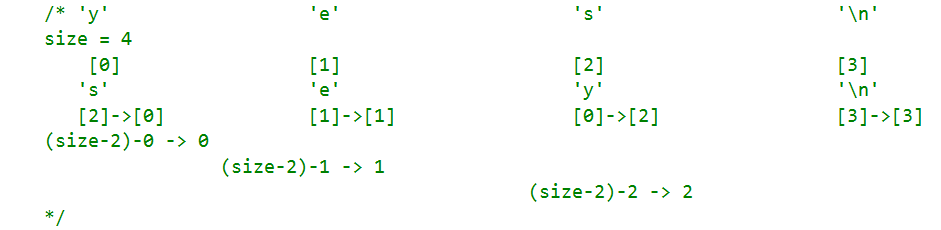 /* 'y' 'e' 's' '\n'
size = 4
[0] [1] [2] [3]
's' 'e' 'y' '\n'
[2]->[0] [1]->[1] [0]->[2] [3]->[3]
(size-2)-0 -> 0
(size-2)-1 -> 1
(size-2)-2 -> 2
*/